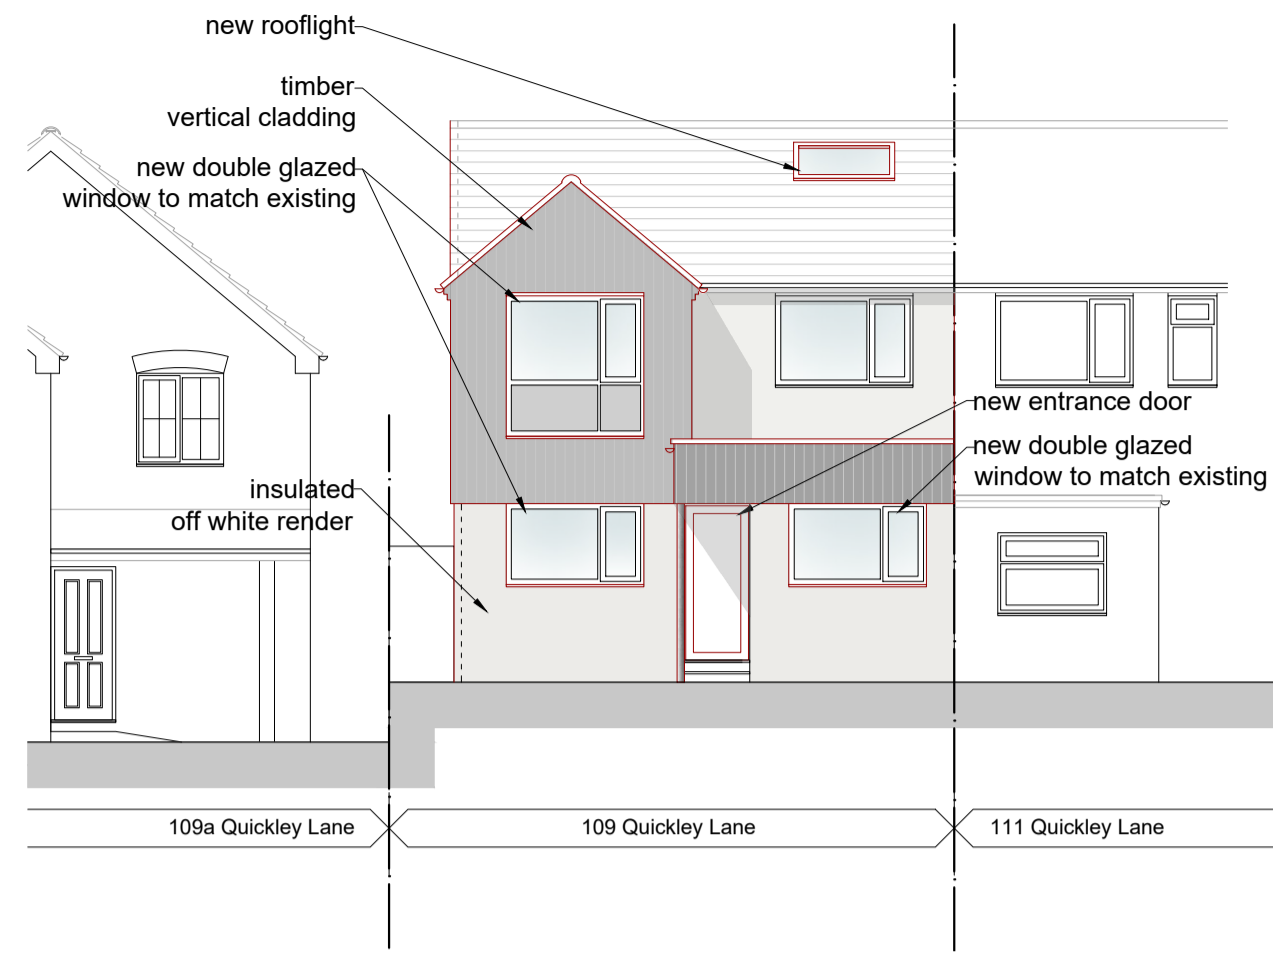 new rooflight
timber
vertical cladding
new double glazed
window to match existing
new entrance door
new double glazed
window to match existing
insulated
off white render
109a Quickley Lane
109 Quickley Lane
111 Quickley Lane